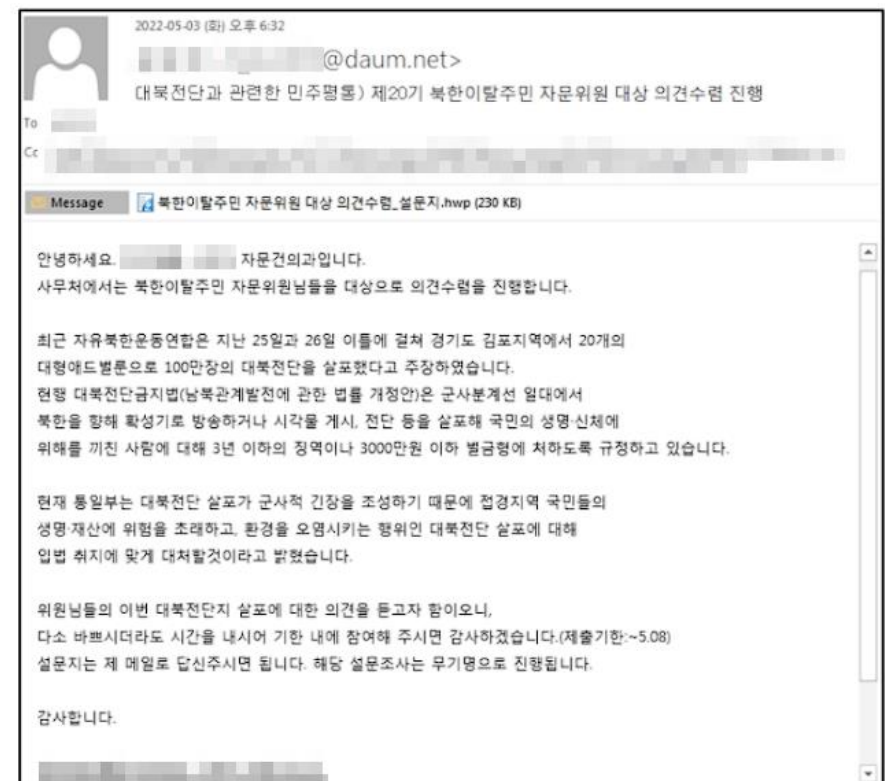 2022-05-03 (화) 오후 6:32
@daum.net>
대북전단과 관련한 민주평통) 제20기 북한이탈주민 자문위원 대상 의견수렴 진행
To
Cc
Message 북한이탈주민 자문위원 대상 의견수렴_설문지.hwp (230 KB)
안녕하세요. 자문건의과입니다.
사무처에서는 북한이탈주민 자문위원님들을 대상으로 의견수렴을 진행합니다.
최근 자유북한운동연합은 지난 25일과 26일 이틀에 걸쳐 경기도 김포지역에서 20개의
대형애드벌룬으로 100만장의 대북전단을 살포했다고 주장하였습니다.
현행 대북전단금지법(남북관계발전에 관한 법률 개정안)은 군사분계선 일대에서
북한을 향해 확성기로 방송하거나 시각물 게시, 전단 등을 살포해 국민의 생명·신체에
위해를 끼친 사람에 대해 3년 이하의 징역이나 3000만원 이하 벌금형에 처하도록 규정하고 있습니다.
현재 통일부는 대북전단 살포가 군사적 긴장을 조성하기 때문에 접경지역 국민들의
생명·재산에 위험을 초래하고, 환경을 오염시키는 행위인 대북전단 살포에 대해
입법 취지에 맞게 대처할것이라고 밝혔습니다.
위원님들의 이번 대북전단지 살포에 대한 의견을 듣고자 함이오니,
다소 바쁘시더라도 시간을 내시어 기한 내에 참여해 주시면 감사하겠습니다.(제출기한:~5.08)
설문지는 제 메일로 답신주시면 됩니다. 해당 설문조사는 무기명으로 진행됩니다.
감사합니다.